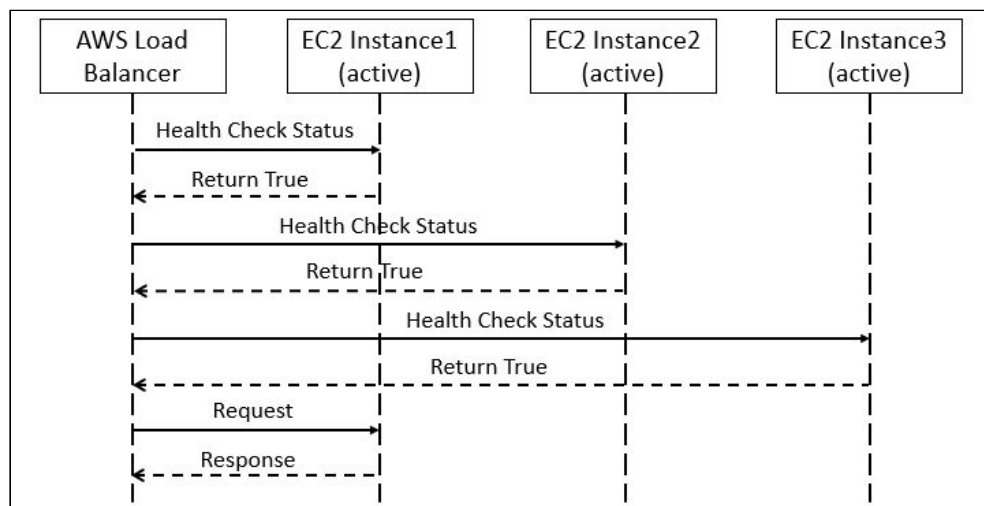 AWS Load
Balancer
EC2 Instance1
(active)
EC2 Instance2
(active)
EC2 Instance3
(active)
Health Check Status
Return True
Health Check Status
Return True
Health Check Status
Return True
Request
Response